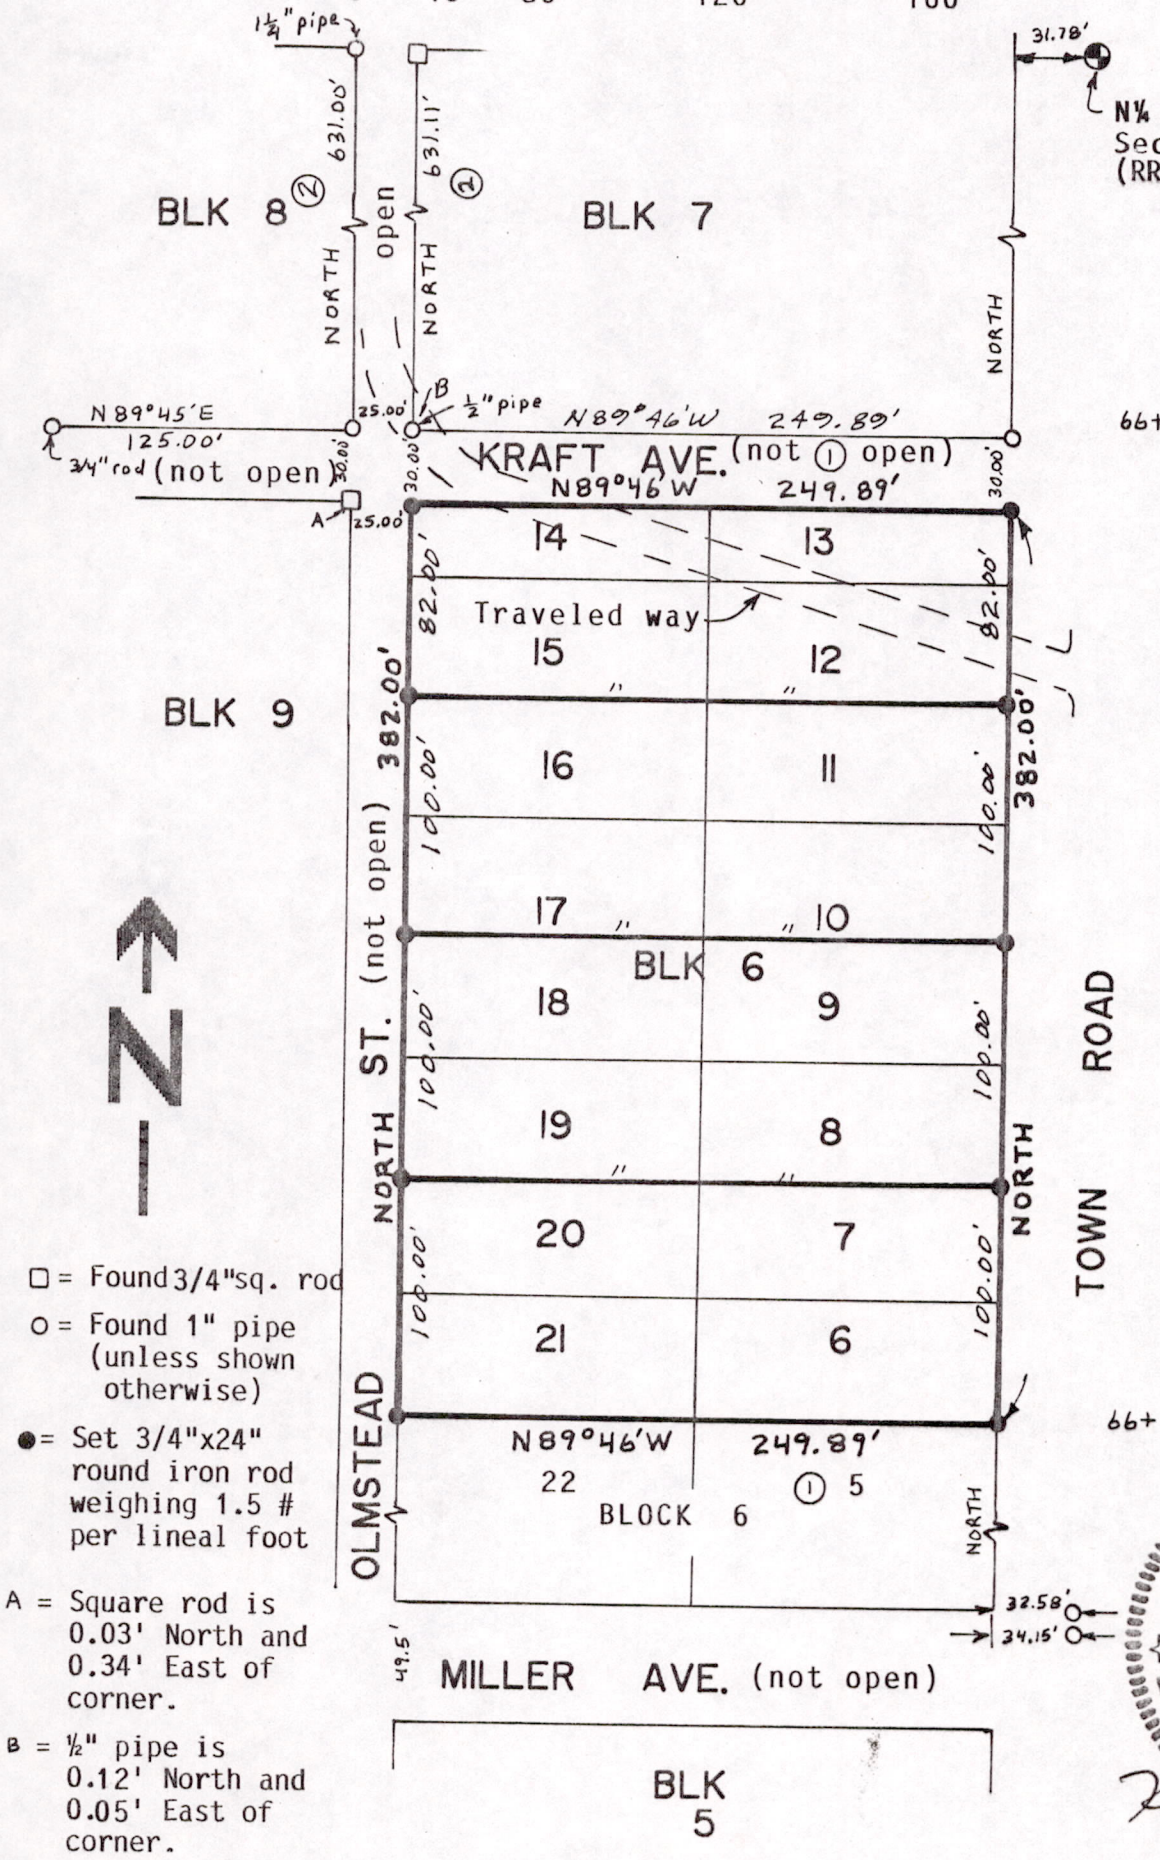 1¼" pipe
31.78'
N¼
Sec
(RR
631.00'
631.11'
BLK 8 ②
open
②
BLK 7
NORTH
NORTH
NORTH
N89°45'E
125.00'
25.00'
B
½" pipe
N89°46'W 249.89'
66+
3/4" rod (not open)
30.00'
30.00'
KRAFT AVE. (not ① open)
30.00'
N89°46'W 249.89'
A
25.00'
14 13
82.00'
82.00'
Traveled way
15 12
" "
382.00'
382.00'
BLK 9
16 11
100.00'
100.00'
17 " " 10
BLK 6
18 9
100.00'
100.00'
19 8
" "
20 7
100.00'
100.00'
21 6
OLMSTEAD NORTH ST. (not open)
NORTH
TOWN ROAD
N
N89°46'W 249.89'
66+
22 ① 5
BLOCK 6
NORTH
32.58'
34.15'
49.5'
MILLER AVE. (not open)
BLK
5
□ = Found 3/4"sq. rod
O = Found 1" pipe
(unless shown
otherwise)
●= Set 3/4"x24"
round iron rod
weighing 1.5 #
per lineal foot
A = Square rod is
0.03' North and
0.34' East of
corner.
B = ½" pipe is
0.12' North and
0.05' East of
corner.